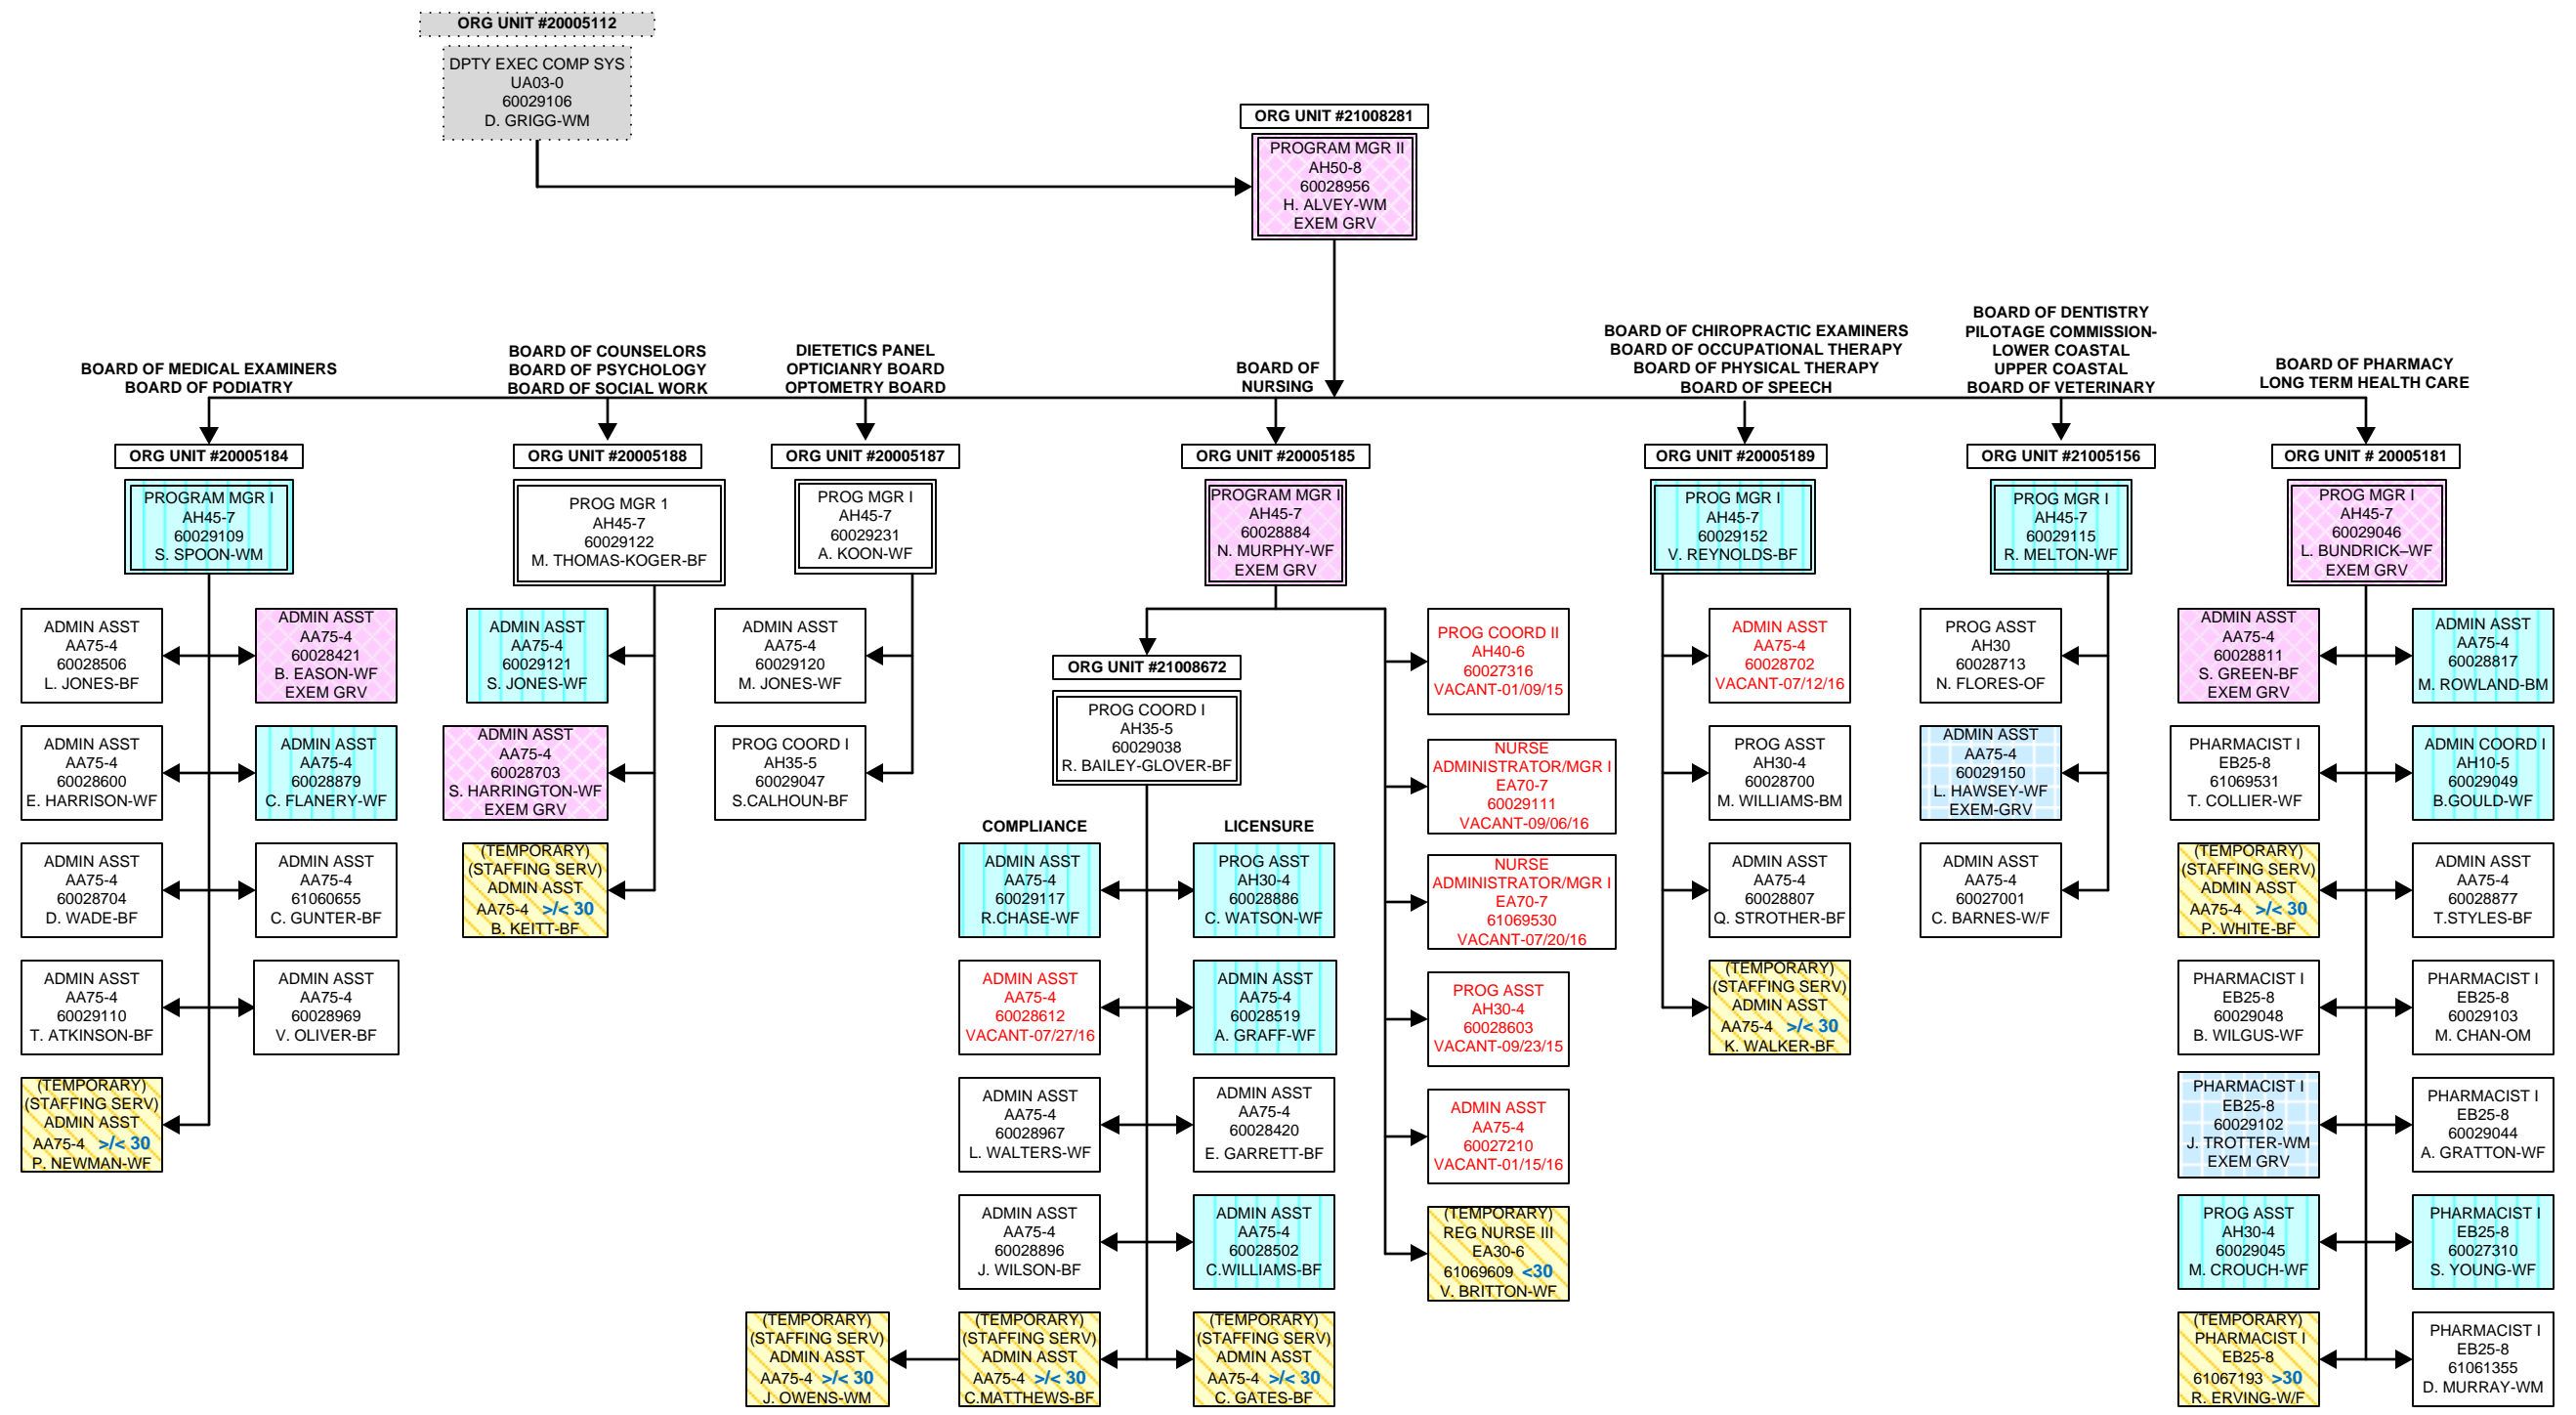 ORG UNIT #20005112
DPTY EXEC COMP SYS
UA03-0
60029106
D. GRIGG-WM
ORG UNIT #21008281
PROGRAM MGR II
AH50-8
60028956
H. ALVEY-WM
EXEM GRV
BOARD OF MEDICAL EXAMINERS
BOARD OF PODIATRY
BOARD OF COUNSELORS
BOARD OF PSYCHOLOGY
BOARD OF SOCIAL WORK
DIETETICS PANEL
OPTICIANRY BOARD
OPTOMETRY BOARD
BOARD OF
NURSING
BOARD OF CHIROPRACTIC EXAMINERS
BOARD OF OCCUPATIONAL THERAPY
BOARD OF PHYSICAL THERAPY
BOARD OF SPEECH
BOARD OF DENTISTRY
PILOTAGE COMMISSION-
LOWER COASTAL
UPPER COASTAL
BOARD OF VETERINARY
BOARD OF PHARMACY
LONG TERM HEALTH CARE
ORG UNIT #20005184
PROGRAM MGR I
AH45-7
60029109
S. SPOON-WM
ADMIN ASST
AA75-4
60028506
L. JONES-BF
ADMIN ASST
AA75-4
60028421
B. EASON-WF
EXEM GRV
ADMIN ASST
AA75-4
60028600
E. HARRISON-WF
ADMIN ASST
AA75-4
60028879
C. FLANERY-WF
ADMIN ASST
AA75-4
60028704
D. WADE-BF
ADMIN ASST
AA75-4
61060655
C. GUNTER-BF
ADMIN ASST
AA75-4
60029110
T. ATKINSON-BF
ADMIN ASST
AA75-4
60028969
V. OLIVER-BF
(TEMPORARY)
(STAFFING SERV)
ADMIN ASST
AA75-4 >/< 30
P. NEWMAN-WF
ORG UNIT #20005188
PROG MGR 1
AH45-7
60029122
M. THOMAS-KOGER-BF
ADMIN ASST
AA75-4
60029121
S. JONES-WF
ADMIN ASST
AA75-4
60028703
S. HARRINGTON-WF
EXEM GRV
(TEMPORARY)
(STAFFING SERV)
ADMIN ASST
AA75-4 >/< 30
B. KEITT-BF
ORG UNIT #20005187
PROG MGR I
AH45-7
60029231
A. KOON-WF
ADMIN ASST
AA75-4
60029120
M. JONES-WF
PROG COORD I
AH35-5
60029047
S.CALHOUN-BF
ORG UNIT #20005185
PROGRAM MGR I
AH45-7
60028884
N. MURPHY-WF
EXEM GRV
ORG UNIT #21008672
PROG COORD I
AH35-5
60029038
R. BAILEY-GLOVER-BF
COMPLIANCE
LICENSURE
ADMIN ASST
AA75-4
60029117
R.CHASE-WF
PROG ASST
AH30-4
60028886
C. WATSON-WF
ADMIN ASST
AA75-4
60028612
VACANT-07/27/16
ADMIN ASST
AA75-4
60028519
A. GRAFF-WF
ADMIN ASST
AA75-4
60028967
L. WALTERS-WF
ADMIN ASST
AA75-4
60028420
E. GARRETT-BF
ADMIN ASST
AA75-4
60028896
J. WILSON-BF
ADMIN ASST
AA75-4
60028502
C.WILLIAMS-BF
(TEMPORARY)
(STAFFING SERV)
ADMIN ASST
AA75-4 >/< 30
J. OWENS-WM
(TEMPORARY)
(STAFFING SERV)
ADMIN ASST
AA75-4 >/< 30
C.MATTHEWS-BF
(TEMPORARY)
(STAFFING SERV)
ADMIN ASST
AA75-4 >/< 30
C. GATES-BF
PROG COORD II
AH40-6
60027316
VACANT-01/09/15
NURSE
ADMINISTRATOR/MGR I
EA70-7
60029111
VACANT-09/06/16
NURSE
ADMINISTRATOR/MGR I
EA70-7
61069530
VACANT-07/20/16
PROG ASST
AH30-4
60028603
VACANT-09/23/15
ADMIN ASST
AA75-4
60027210
VACANT-01/15/16
(TEMPORARY)
REG NURSE III
EA30-6
61069609 <30
V. BRITTON-WF
ORG UNIT #20005189
PROG MGR I
AH45-7
60029152
V. REYNOLDS-BF
ADMIN ASST
AA75-4
60028702
VACANT-07/12/16
PROG ASST
AH30-4
60028700
M. WILLIAMS-BM
ADMIN ASST
AA75-4
60028807
Q. STROTHER-BF
(TEMPORARY)
(STAFFING SERV)
ADMIN ASST
AA75-4 >/< 30
K. WALKER-BF
ORG UNIT #21005156
PROG MGR I
AH45-7
60029115
R. MELTON-WF
PROG ASST
AH30
60028713
N. FLORES-OF
ADMIN ASST
AA75-4
60029150
L. HAWSEY-WF
EXEM-GRV
ADMIN ASST
AA75-4
60027001
C. BARNES-W/F
ORG UNIT # 20005181
PROG MGR I
AH45-7
60029046
L. BUNDRICK–WF
EXEM GRV
ADMIN ASST
AA75-4
60028811
S. GREEN-BF
EXEM GRV
ADMIN ASST
AA75-4
60028817
M. ROWLAND-BM
PHARMACIST I
EB25-8
61069531
T. COLLIER-WF
ADMIN COORD I
AH10-5
60029049
B.GOULD-WF
(TEMPORARY)
(STAFFING SERV)
ADMIN ASST
AA75-4 >/< 30
P. WHITE-BF
ADMIN ASST
AA75-4
60028877
T.STYLES-BF
PHARMACIST I
EB25-8
60029048
B. WILGUS-WF
PHARMACIST I
EB25-8
60029103
M. CHAN-OM
PHARMACIST I
EB25-8
60029102
J. TROTTER-WM
EXEM GRV
PHARMACIST I
EB25-8
60029044
A. GRATTON-WF
PROG ASST
AH30-4
60029045
M. CROUCH-WF
PHARMACIST I
EB25-8
60027310
S. YOUNG-WF
(TEMPORARY)
PHARMACIST I
EB25-8
61067193 >30
R. ERVING-W/F
PHARMACIST I
EB25-8
61061355
D. MURRAY-WM